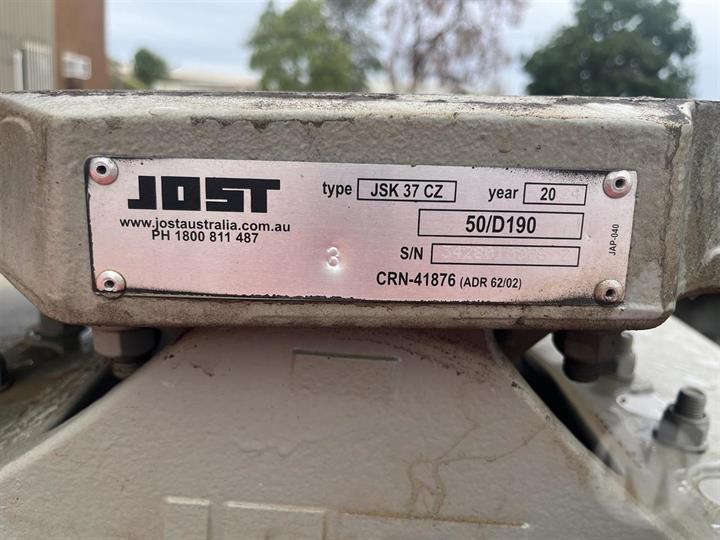 JOST
www.jostaustralia.com.au
PH 1800 811 487
type JSK 37 CZ year 20
50/D190
S/N
3
CRN-41876 (ADR 62/02)
JAP-040